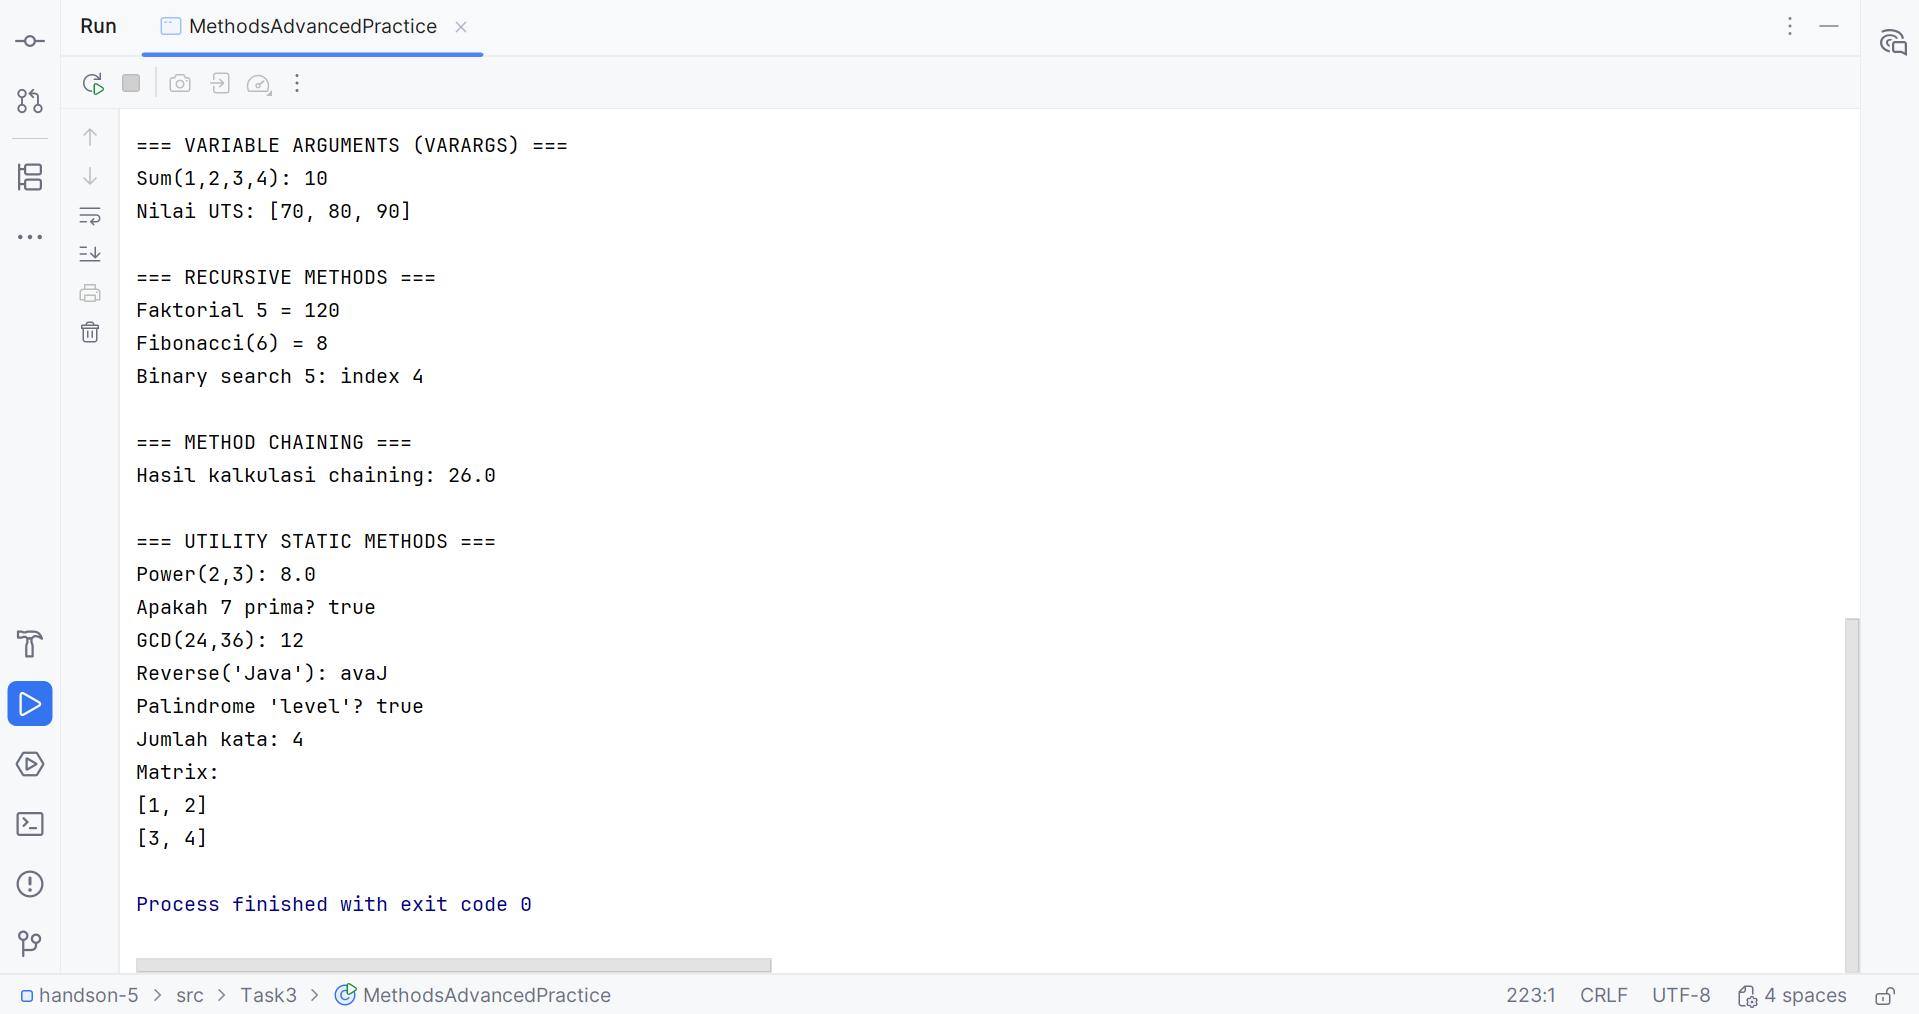 Run MethodsAdvancedPractice
=== VARIABLE ARGUMENTS (VARARGS) ===
Sum(1,2,3,4): 10
Nilai UTS: [70, 80, 90]
=== RECURSIVE METHODS ===
Faktorial 5 = 120
Fibonacci(6) = 8
Binary search 5: index 4
=== METHOD CHAINING ===
Hasil kalkulasi chaining: 26.0
=== UTILITY STATIC METHODS ===
Power(2,3): 8.0
Apakah 7 prima? true
GCD(24,36): 12
Reverse('Java'): avaJ
Palindrome 'level'? true
Jumlah kata: 4
Matrix:
[1, 2]
[3, 4]
Process finished with exit code 0
handson-5 > src > Task3 > MethodsAdvancedPractice 223:1 CRLF UTF-8 4 spaces